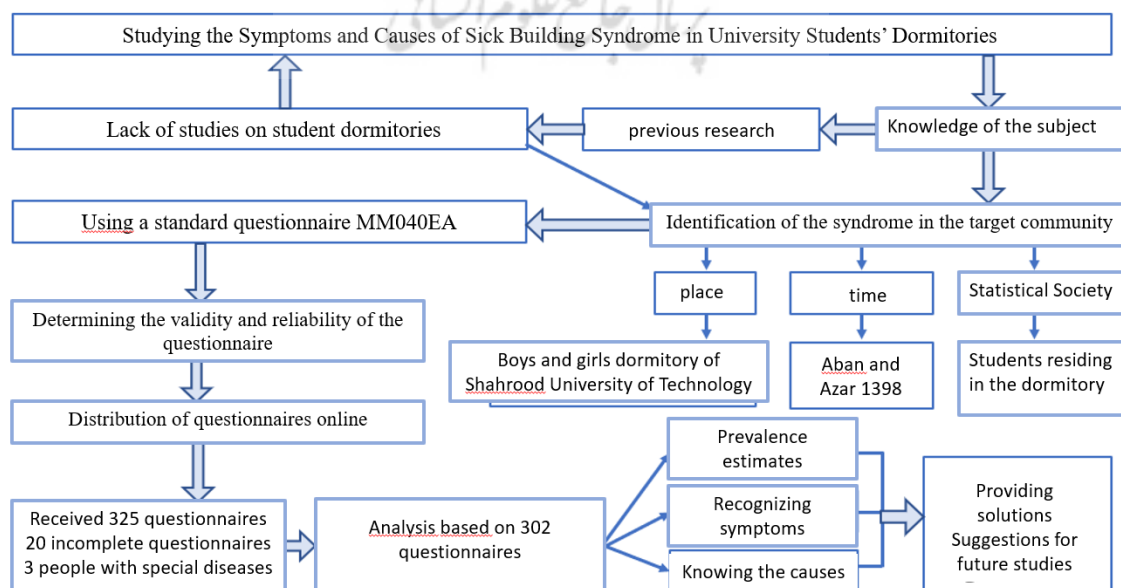 Studying the Symptoms and Causes of Sick Building Syndrome in University Students’ Dormitories
Lack of studies on student dormitories
previous research
Knowledge of the subject
Using a standard questionnaire MM040EA
Identification of the syndrome in the target community
place
time
Statistical Society
Determining the validity and reliability of the
questionnaire
Boys and girls dormitory of
Shahrood University of Technology
Aban and
Azar 1398
Students residing
in the dormitory
Distribution of questionnaires online
Prevalence
estimates
Received 325 questionnaires
20 incomplete questionnaires
3 people with special diseases
Analysis based on 302
questionnaires
Recognizing
symptoms
Knowing the causes
Providing
solutions
Suggestions for
future studies